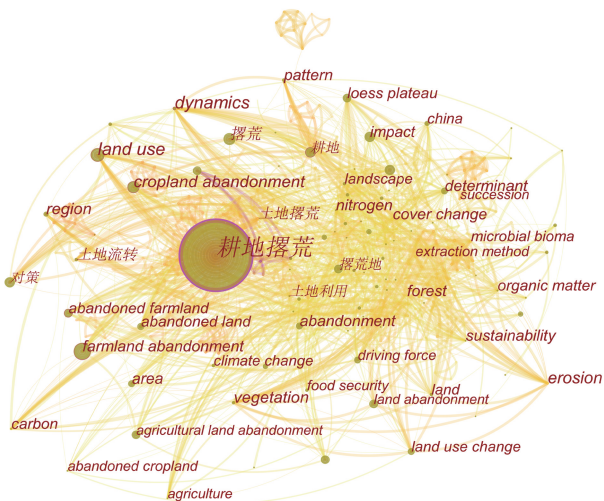 pattern
loess plateau
dynamics
china
撂荒
impact
耕地
land use
cropland abandonment
landscape
determinant
succession
nitrogen
region
土地撂荒
cover change
microbial bioma
耕地撂荒
土地流转
extraction method
撂荒地
对策
organic matter
土地利用
forest
abandoned farmland
abandoned land
abandonment
sustainability
farmland abandonment
climate change
driving force
area
food security
land
erosion
vegetation
land abandonment
carbon
agricultural land abandonment
land use change
abandoned cropland
agriculture